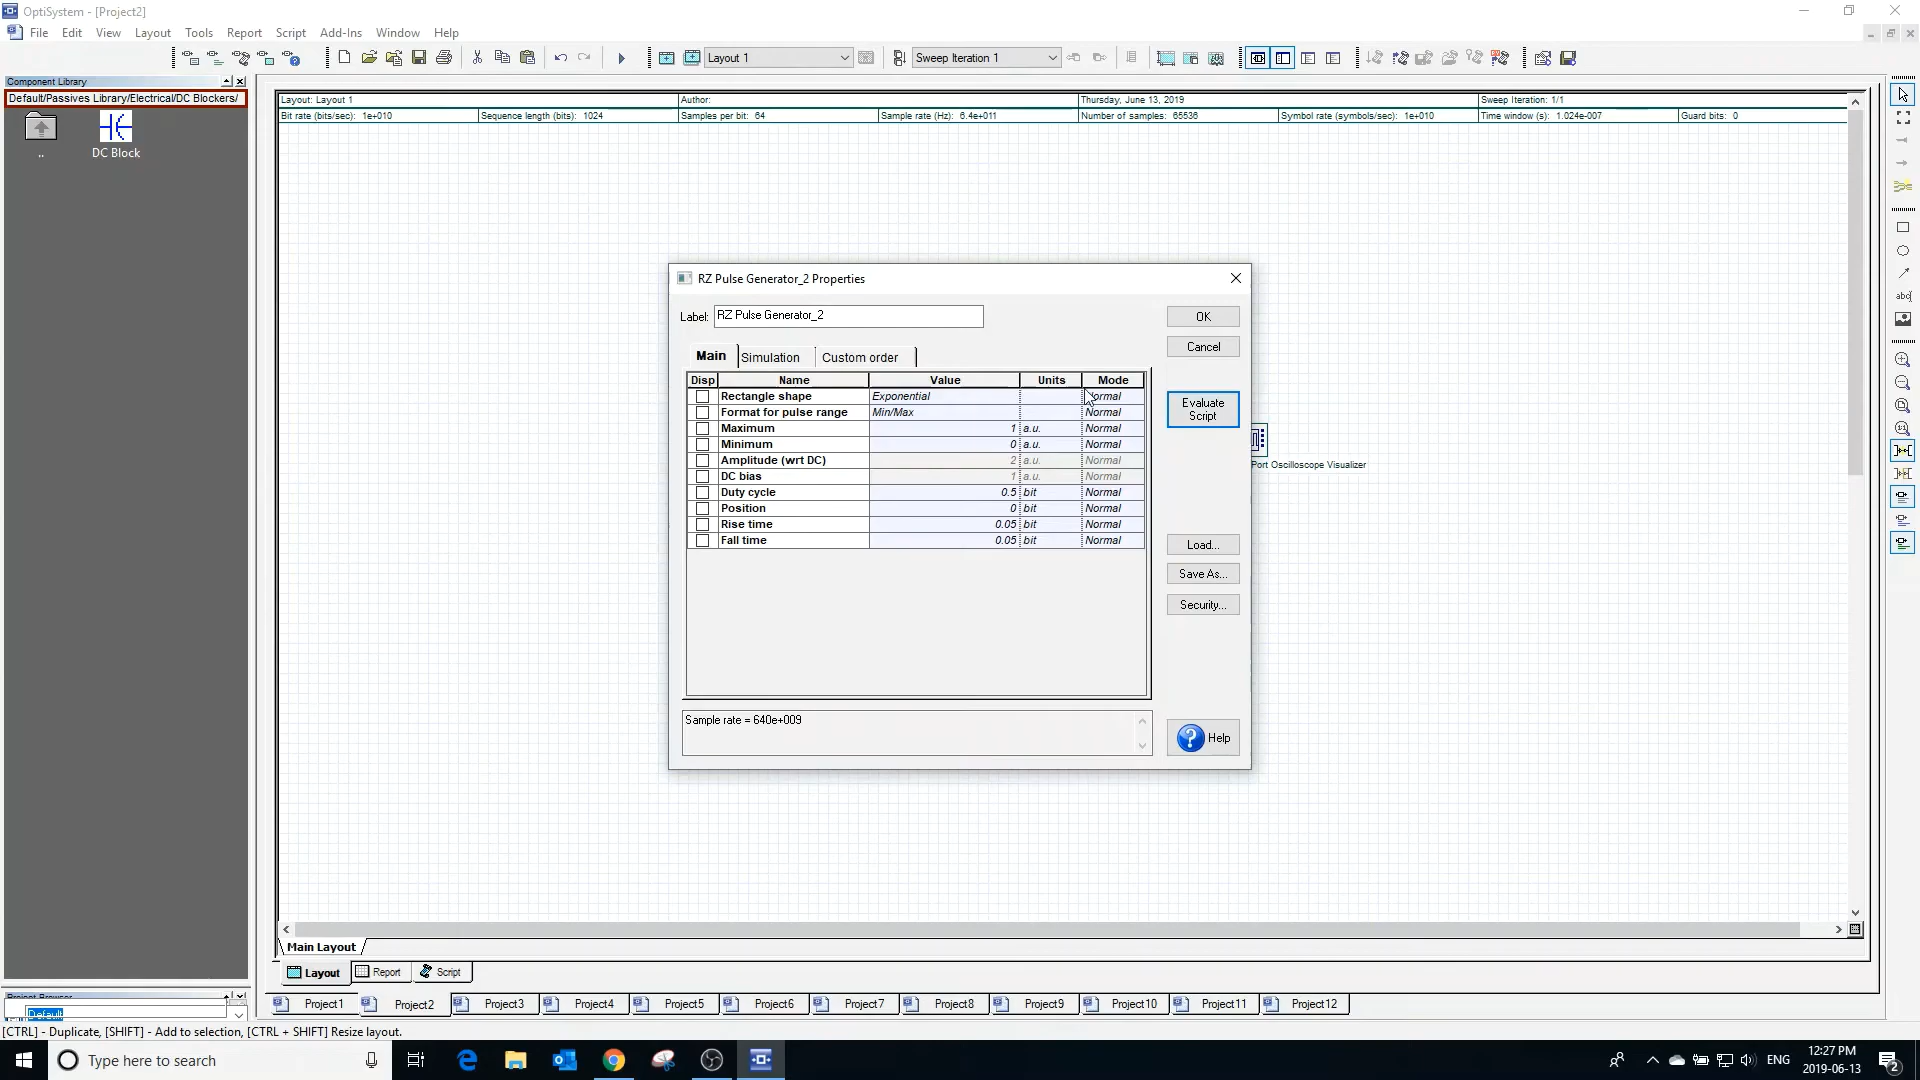 OptiSystem - [Project2]
File Edit View Layout Tools Report Script Add-Ins Window Help
Layout 1 Sweep Iteration 1
Component Library
Default/Passives Library/Electrical/DC Blockers/
..
DC Block
Layout: Layout 1 Author: Thursday, June 13, 2019 Sweep Iteration: 1/1
Bit rate (bits/sec): 1e+010 Sequence length (bits): 1024 Samples per bit: 64 Sample rate (Hz): 6.4e+011 Number of samples: 65536 Symbol rate (symbols/sec): 1e+010 Time window (s): 1.024e-007 Guard bits: 0
RZ Pulse Generator_2 Properties
Label: RZ Pulse Generator_2
OK
Cancel
Main Simulation Custom order
Disp Name Value Units Mode
Rectangle shape Exponential Normal
Format for pulse range Min/Max Normal
Maximum 1 a.u. Normal
Minimum 0 a.u. Normal
Amplitude (wrt DC) 2 a.u. Normal
DC bias 1 a.u. Normal
Duty cycle 0.5 bit Normal
Position 0 bit Normal
Rise time 0.05 bit Normal
Fall time 0.05 bit Normal
Evaluate
Script
Port Oscilloscope Visualizer
Load...
Save As...
Security...
Sample rate = 640e+009
Help
abc
Main Layout
Layout Report Script
Project Browser
Default
Project1 Project2 Project3 Project4 Project5 Project6 Project7 Project8 Project9 Project10 Project11 Project12
[CTRL] - Duplicate, [SHIFT] - Add to selection, [CTRL + SHIFT] Resize layout.
Type here to search
ENG
12:27 PM
2019-06-13
2